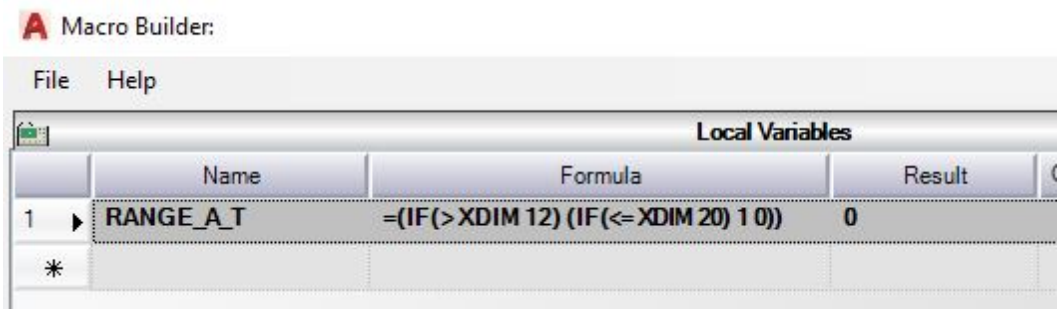 Macro Builder:
File Help
Local Variables
Name Formula Result
1 RANGE_A_T =(IF(> XDIM 12) (IF(<= XDIM 20) 1 0)) 0